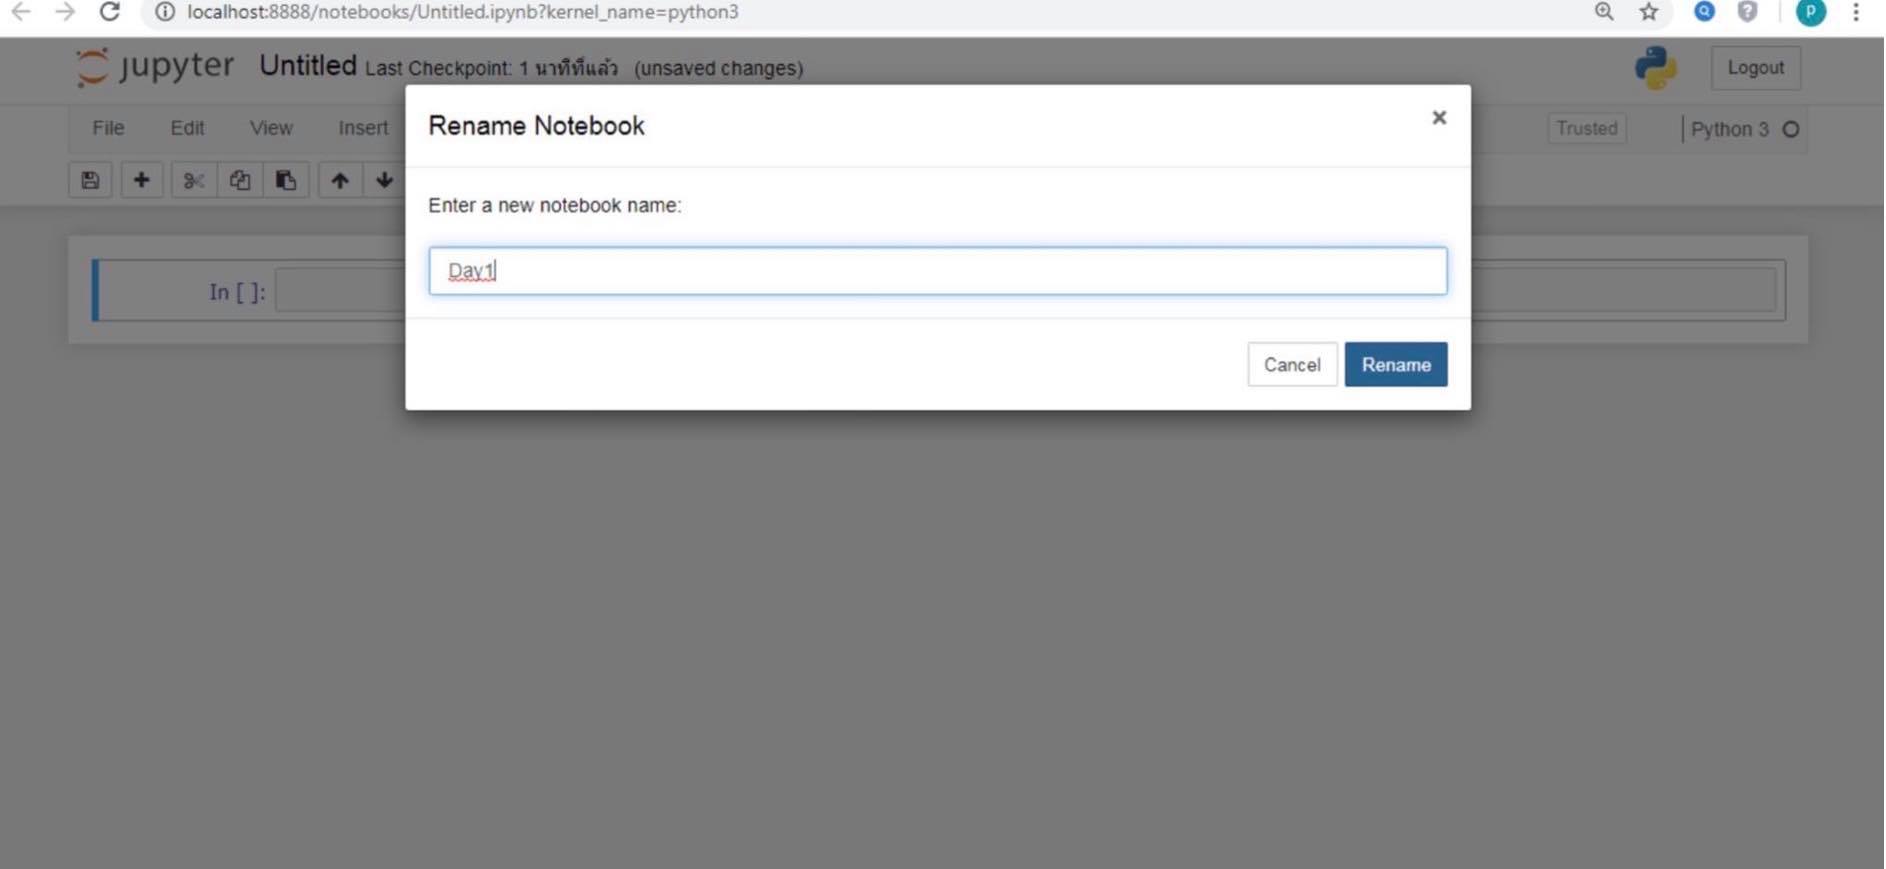 localhost:8888/notebooks/Untitled.ipynb?kernel_name=python3
P
jupyter Untitled Last Checkpoint: 1 นาทีที่แล้ว (unsaved changes)
Logout
File Edit View Insert
Trusted
Python 3
Rename Notebook
Enter a new notebook name:
Day1
In [ ]:
Cancel Rename